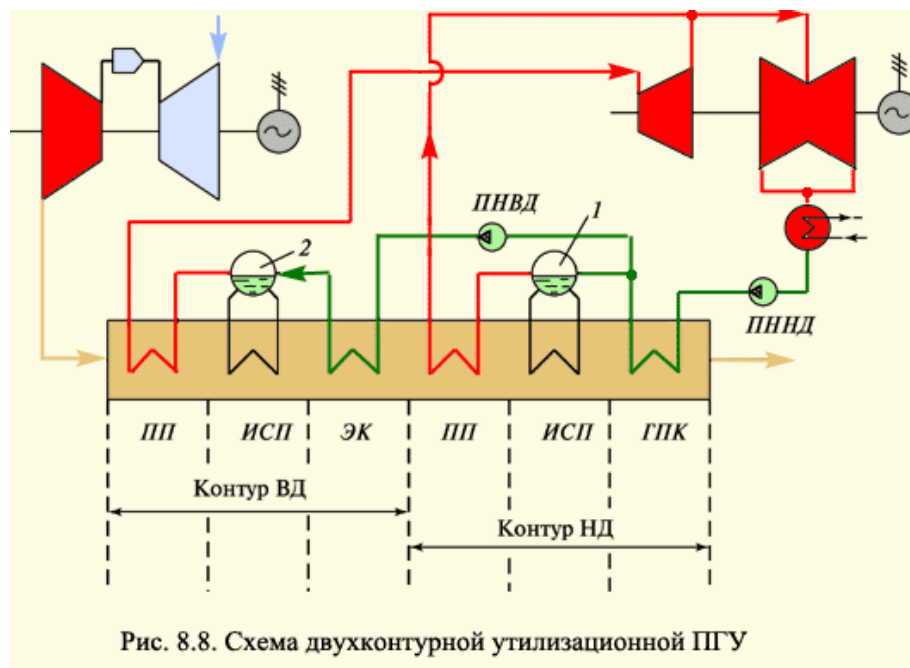 ПНВД
1
2
ПННД
ПП
ИСП
ЭК
ПП
ИСП
ГПК
Контур ВД
Контур НД
Рис. 8.8. Схема двухконтурной утилизационной ПГУ